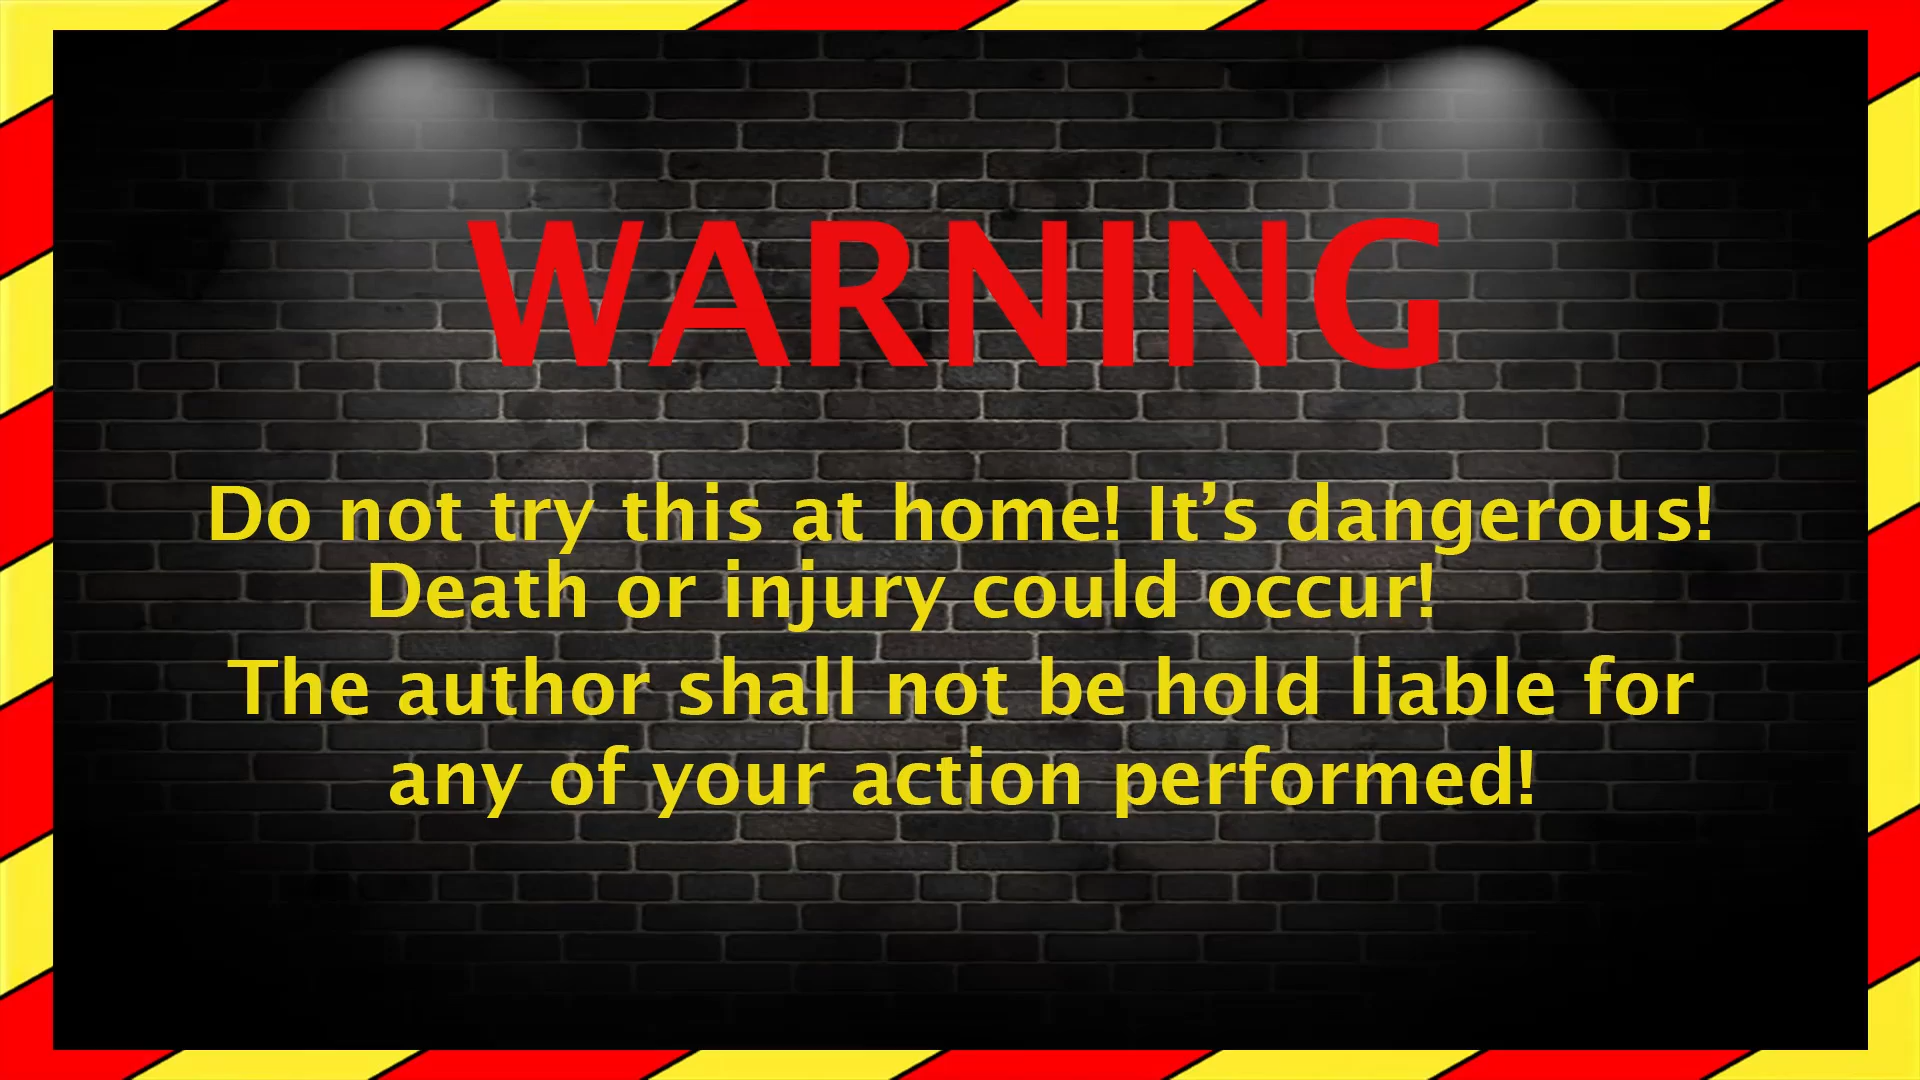 WARNING
Do not try this at home! It’s dangerous!
Death or injury could occur!
The author shall not be hold liable for
any of your action performed!